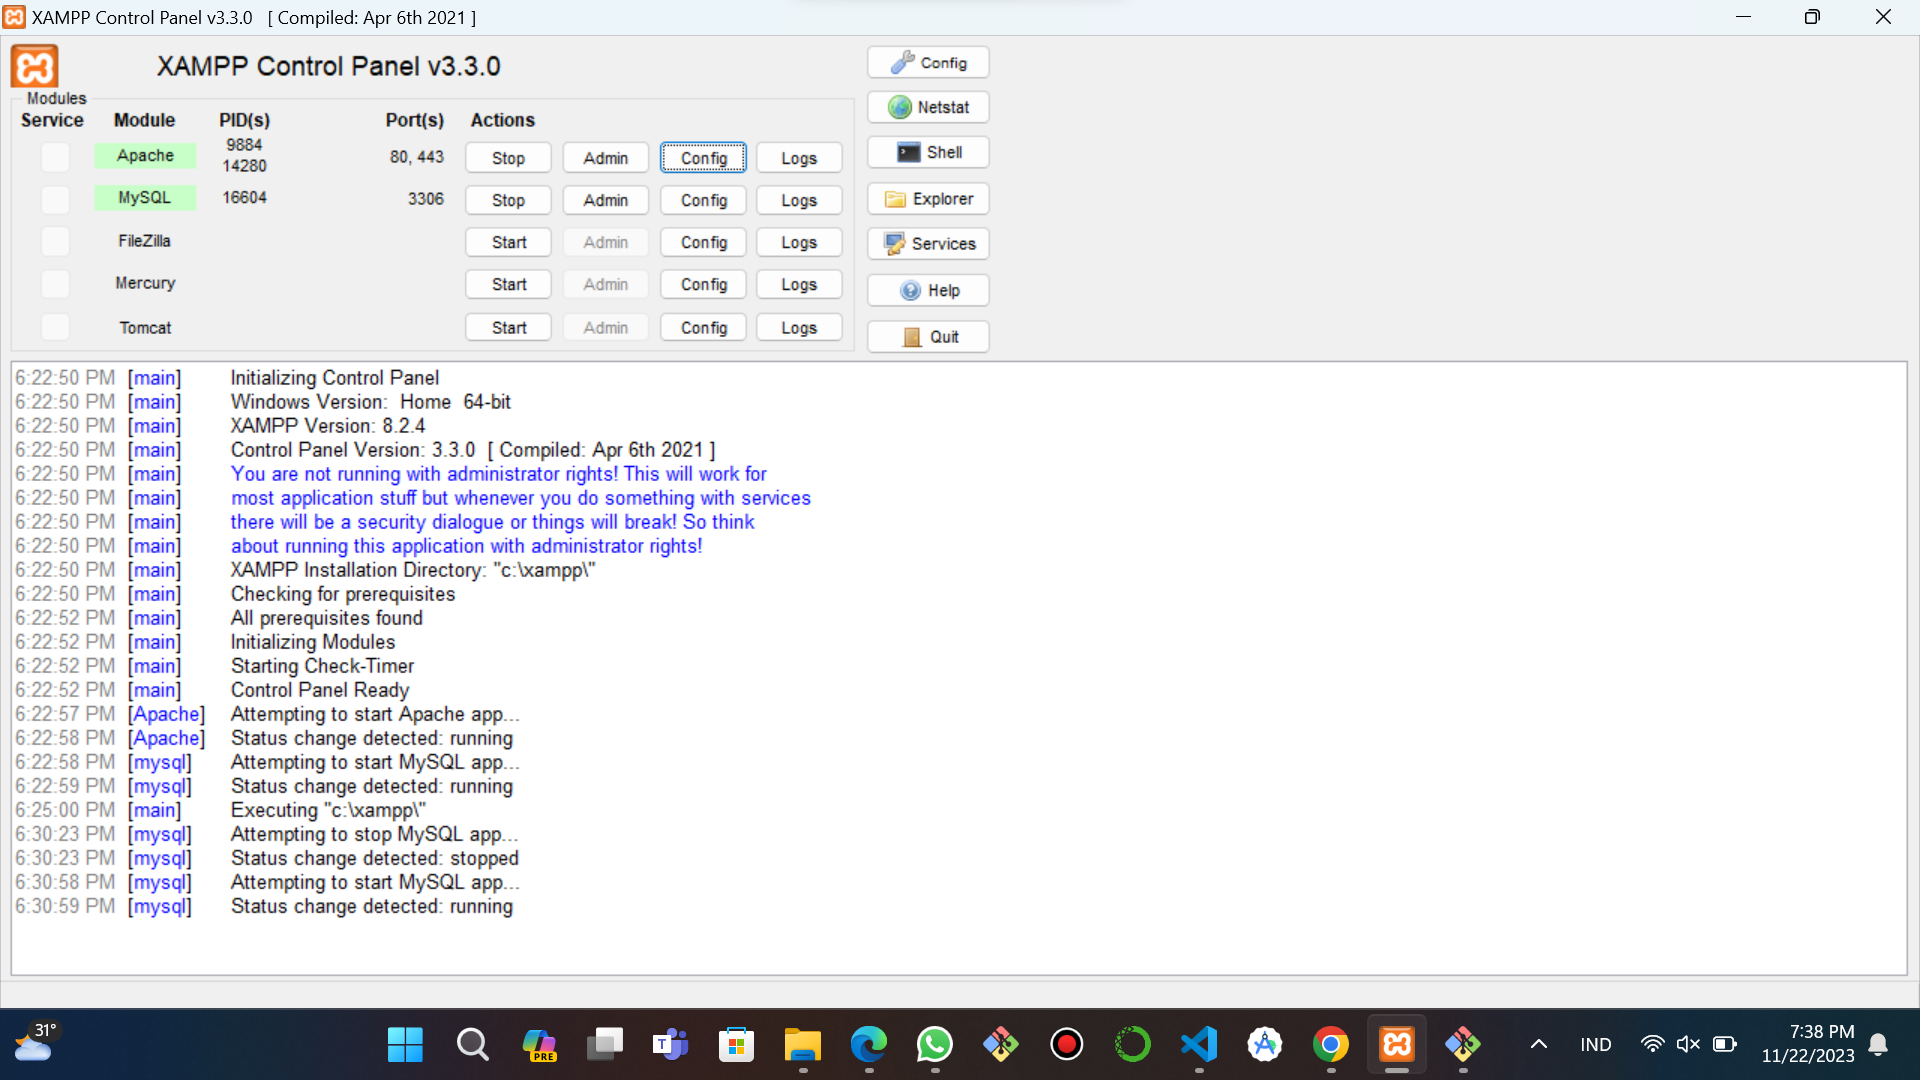 XAMPP Control Panel v3.3.0 [ Compiled: Apr 6th 2021 ]
XAMPP Control Panel v3.3.0
Config
Modules
Netstat
Service Module PID(s) Port(s) Actions
Apache 9884 14280 80, 443 Stop Admin Config Logs
Shell
MySQL 16604 3306 Stop Admin Config Logs
Explorer
FileZilla Start Admin Config Logs
Services
Mercury Start Admin Config Logs
Help
Tomcat Start Admin Config Logs
Quit
6:22:50 PM [main] Initializing Control Panel
6:22:50 PM [main] Windows Version: Home 64-bit
6:22:50 PM [main] XAMPP Version: 8.2.4
6:22:50 PM [main] Control Panel Version: 3.3.0 [ Compiled: Apr 6th 2021 ]
6:22:50 PM [main] You are not running with administrator rights! This will work for
6:22:50 PM [main] most application stuff but whenever you do something with services
6:22:50 PM [main] there will be a security dialogue or things will break! So think
6:22:50 PM [main] about running this application with administrator rights!
6:22:50 PM [main] XAMPP Installation Directory: "c:\xampp\"
6:22:50 PM [main] Checking for prerequisites
6:22:52 PM [main] All prerequisites found
6:22:52 PM [main] Initializing Modules
6:22:52 PM [main] Starting Check-Timer
6:22:52 PM [main] Control Panel Ready
6:22:57 PM [Apache] Attempting to start Apache app...
6:22:58 PM [Apache] Status change detected: running
6:22:58 PM [mysql] Attempting to start MySQL app...
6:22:59 PM [mysql] Status change detected: running
6:25:00 PM [main] Executing "c:\xampp\"
6:30:23 PM [mysql] Attempting to stop MySQL app...
6:30:23 PM [mysql] Status change detected: stopped
6:30:58 PM [mysql] Attempting to start MySQL app...
6:30:59 PM [mysql] Status change detected: running
31°
PRE
T
IND
7:38 PM
11/22/2023